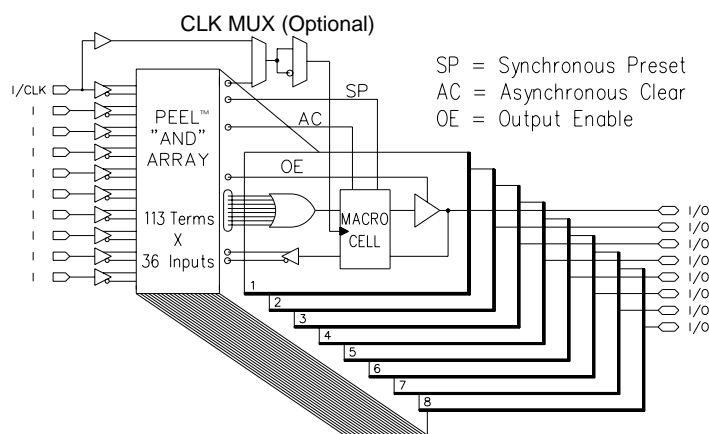 CLK MUX (Optional)
SP = Synchronous Preset
AC = Asynchronous Clear
OE = Output Enable
I/CLK
I
I
I
I
I
I
I
I
I
PEEL™
"AND"
ARRAY
113 Terms
X
36 Inputs
SP
AC
OE
MACRO
CELL
1
2
3
4
5
6
7
8
I/O
I/O
I/O
I/O
I/O
I/O
I/O
I/O